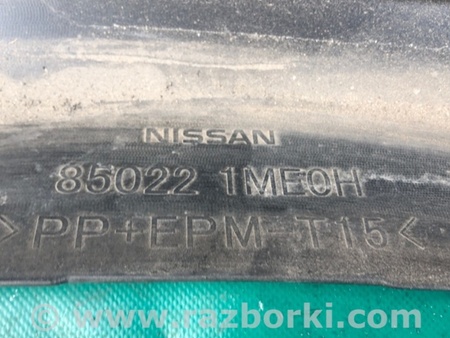 NISSAN
85022 1ME0H
>PP+EPM-T15<
www.razborki.com